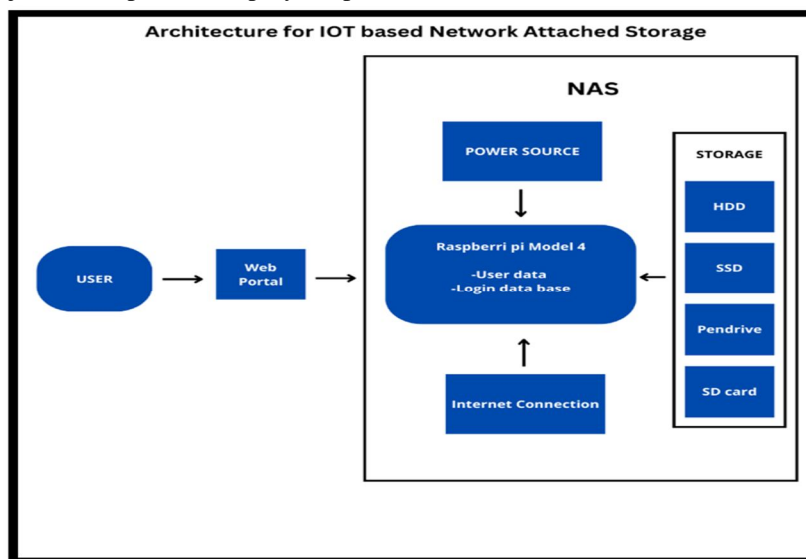 Architecture for IOT based Network Attached Storage
NAS
POWER SOURCE
STORAGE
HDD
Raspberri pi Model 4
-User data
-Login data base
USER
Web
Portal
SSD
Pendrive
Internet Connection
SD card